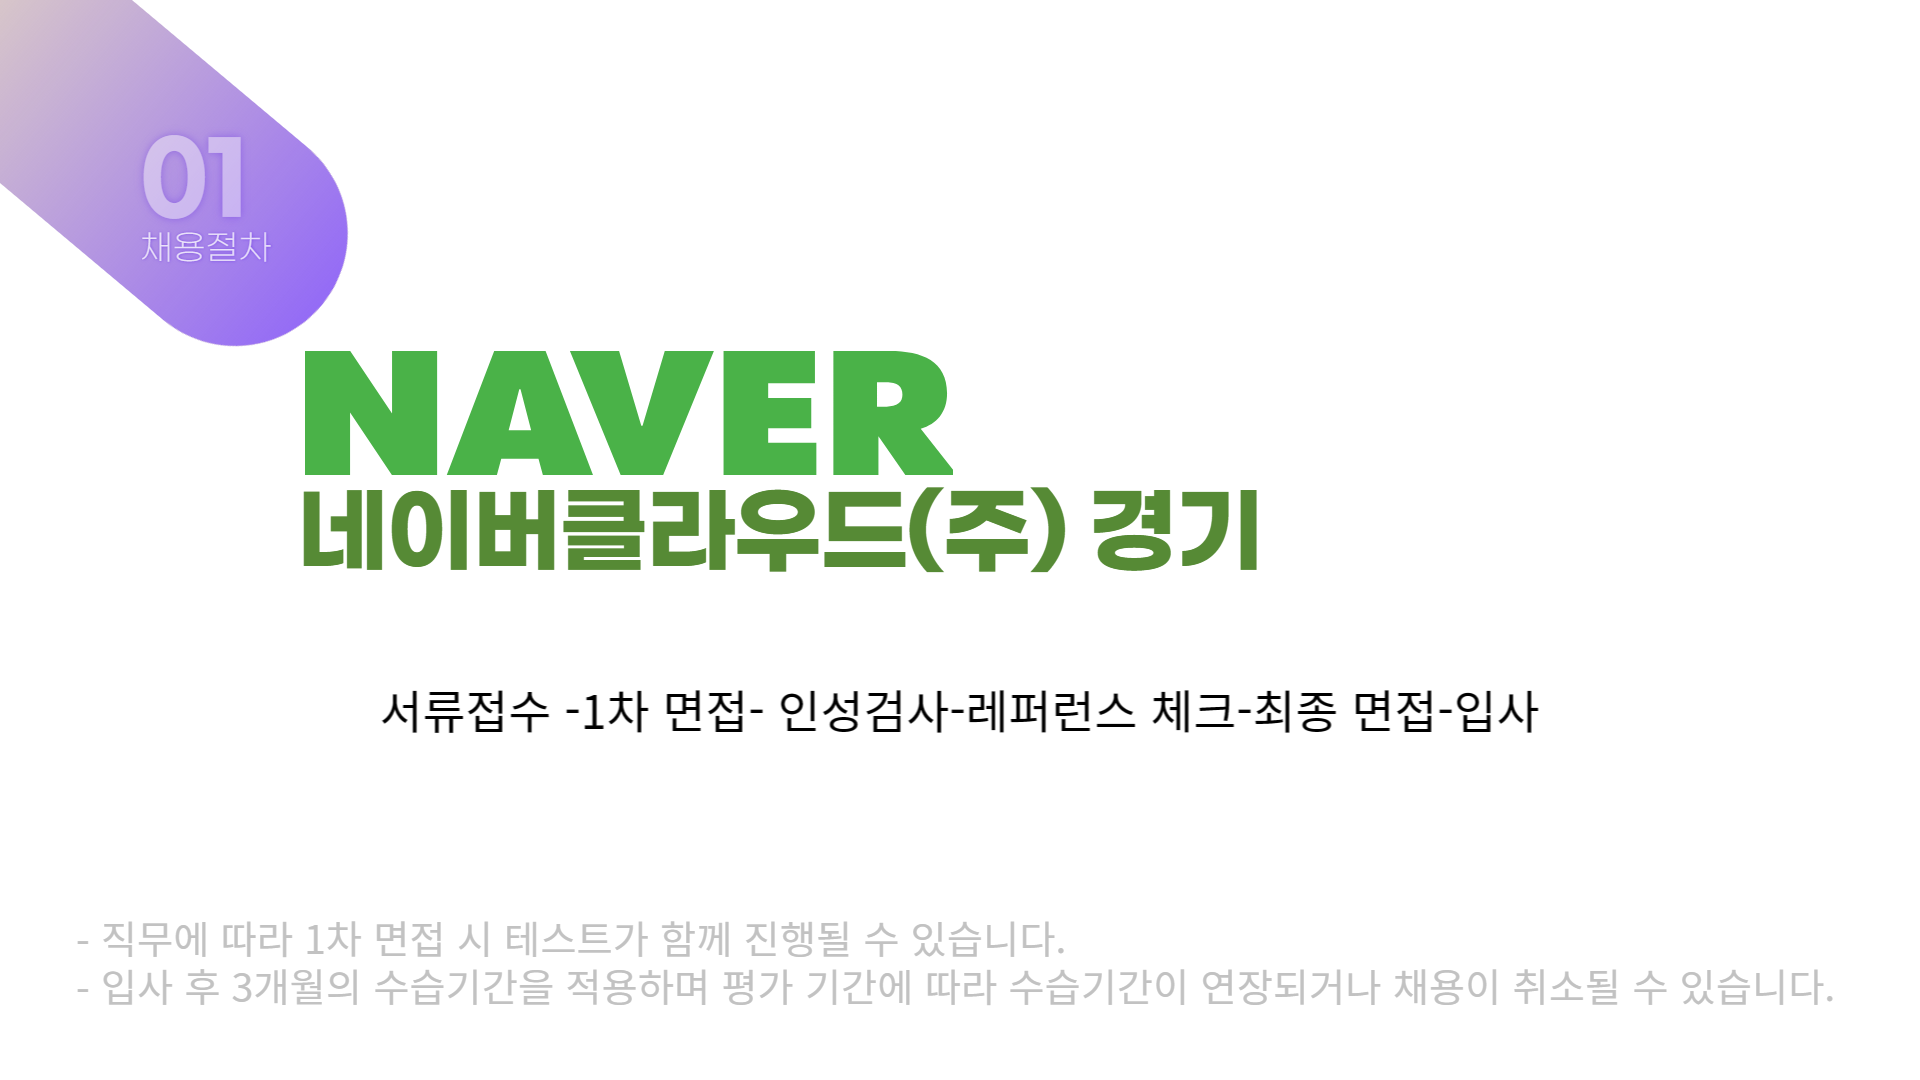 01
채용절차
NAVER
네이버클라우드(주) 경기
서류접수 -1차 면접- 인성검사-레퍼런스 체크-최종 면접-입사
- 직무에 따라 1차 면접 시 테스트가 함께 진행될 수 있습니다.
- 입사 후 3개월의 수습기간을 적용하며 평가 기간에 따라 수습기간이 연장되거나 채용이 취소될 수 있습니다.